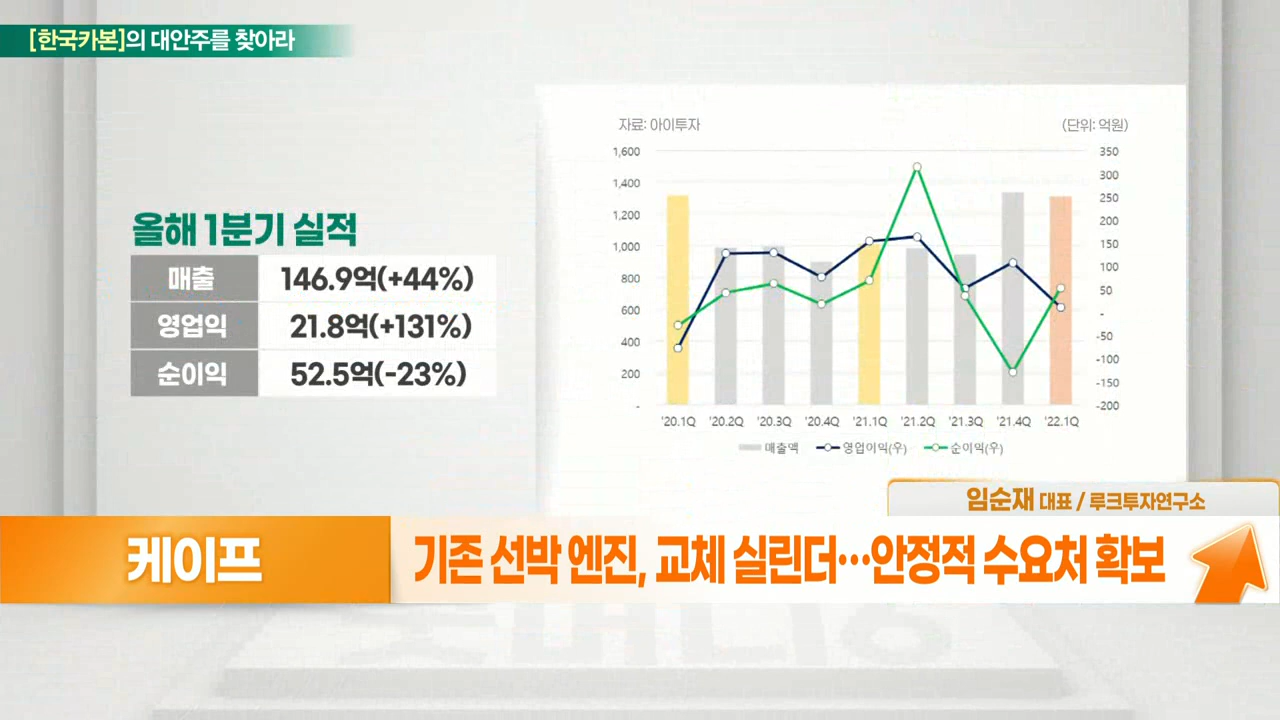 [한국카본]의 대안주를 찾아라
올해 1분기 실적
매출 146.9억(+44%)
영업익 21.8억(+131%)
순이익 52.5억(-23%)
자료: 아이투자 (단위: 억원)
1,600 350
1,400 300
1,200 250
1,000 200
800 150
600 100
400 50
200 -
- -50
-100
-150
-200
'20.1Q '20.2Q '20.3Q '20.4Q '21.1Q '21.2Q '21.3Q '21.4Q '22.1Q
매출액 영업이익(우) 순이익(우)
임순재 대표 / 루크투자연구소
케이프
기존 선박 엔진, 교체 실린더…안정적 수요처 확보